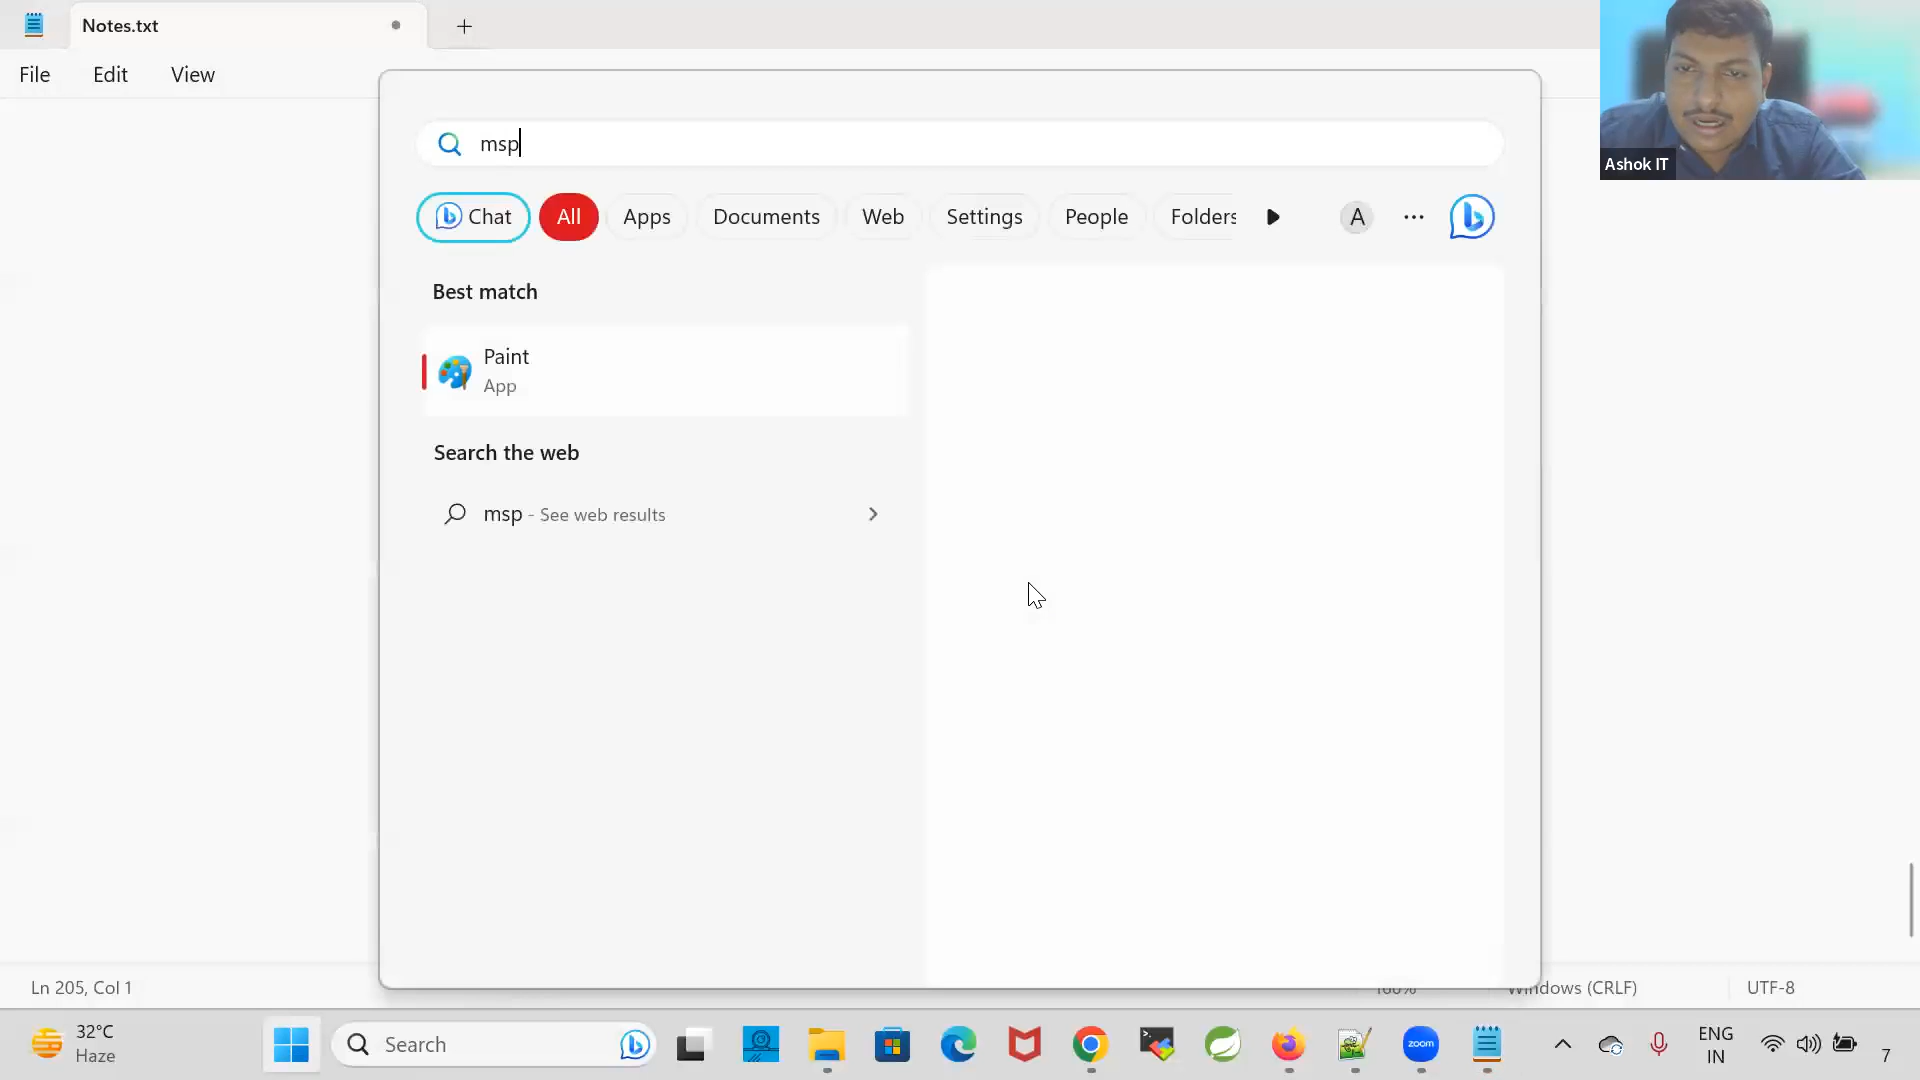 Notes.txt
File Edit View
msp
Chat All Apps Documents Web Settings People Folders A
Ashok IT
Best match
Paint
App
Search the web
msp - See web results
Ln 205, Col 1
Windows (CRLF)
UTF-8
32°C
Haze
Search
zoom
ENG
IN
7